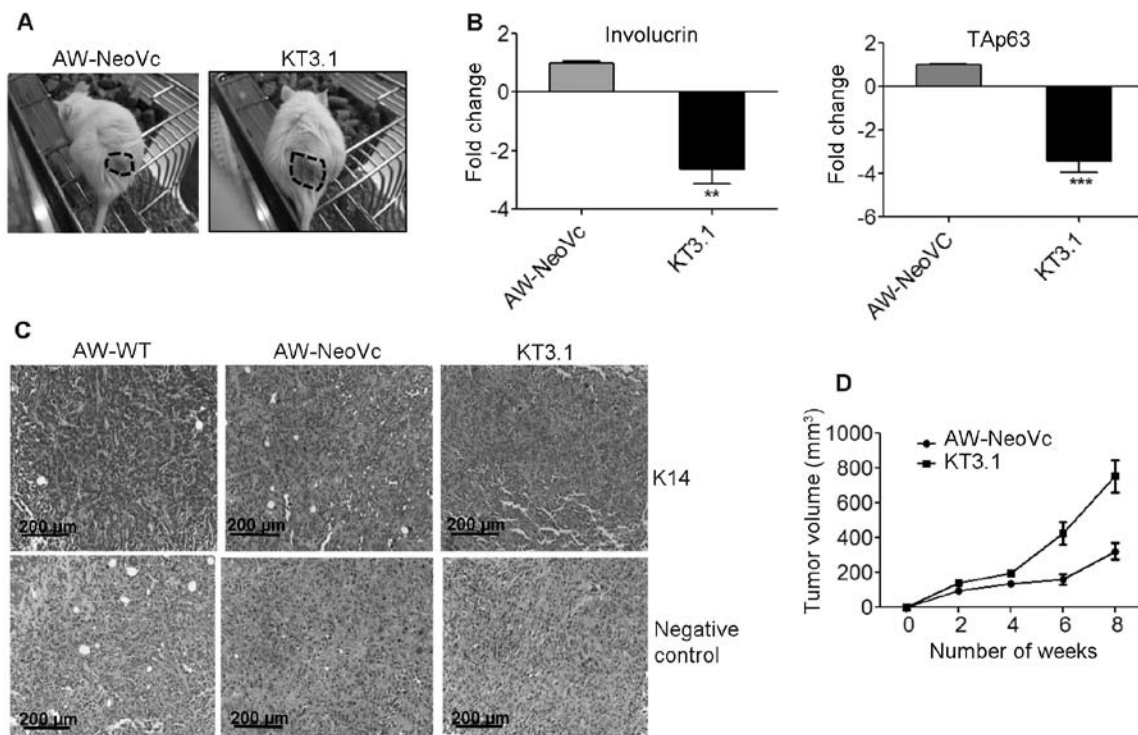 A
AW-NeoVc
KT3.1
B
Involucrin
Fold change
2
0
-2
-4
**
AW-NeoVc
KT3.1
TAp63
Fold change
2
0
-2
-4
-6
***
AW-NeoVC
KT3.1
C
AW-WT
AW-NeoVc
KT3.1
200 µm
200 µm
200 µm
K14
200 µm
200 µm
200 µm
Negative
control
D
AW-NeoVc
KT3.1
Tumor volume (mm³)
1000
800
600
400
200
0
0 2 4 6 8
Number of weeks